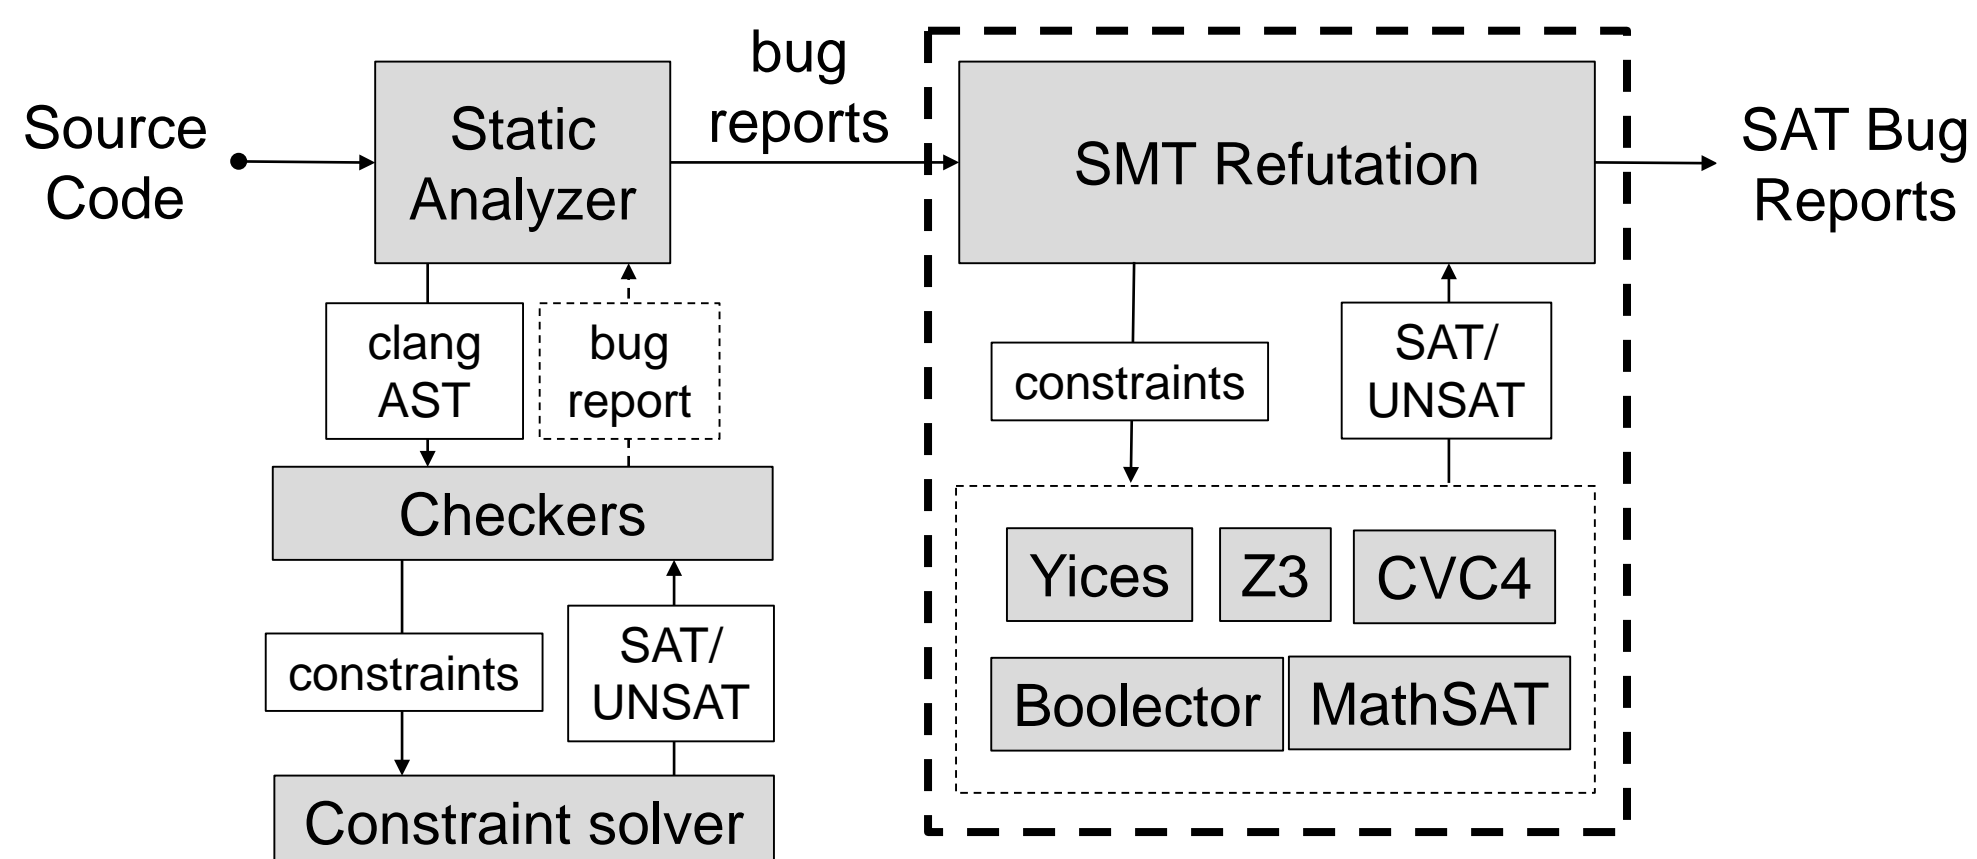 Source
Code
Static
Analyzer
bug
reports
SMT Refutation
SAT Bug
Reports
clang
AST
bug
report
constraints
SAT/
UNSAT
Checkers
Yices
Z3
CVC4
constraints
SAT/
UNSAT
Boolector
MathSAT
Constraint solver